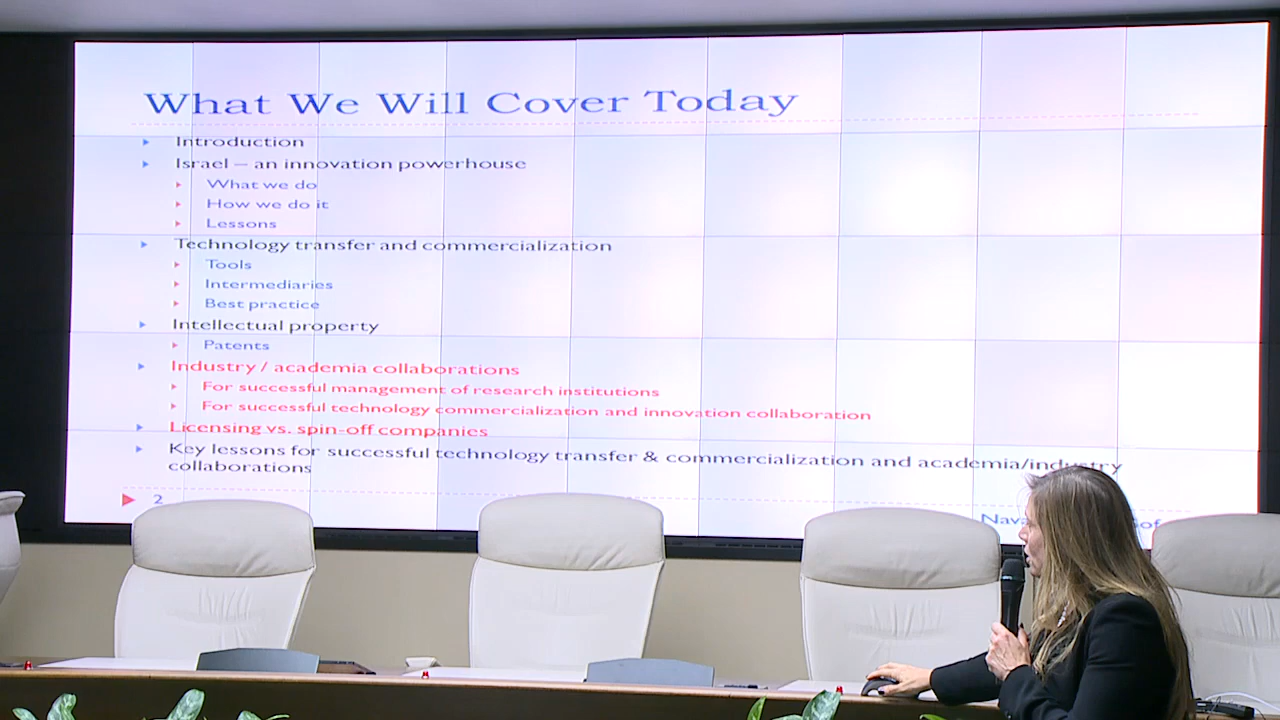 What We Will Cover Today
Introduction
Israel – an innovation powerhouse
What we do
How we do it
Lessons
Technology transfer and commercialization
Tools
Intermediaries
Best practice
Intellectual property
Patents
Industry / academia collaborations
For successful management of research institutions
For successful technology commercialization and innovation collaboration
Licensing vs. spin-off companies
Key lessons for successful technology transfer & commercialization and academia/industry
collaborations
2